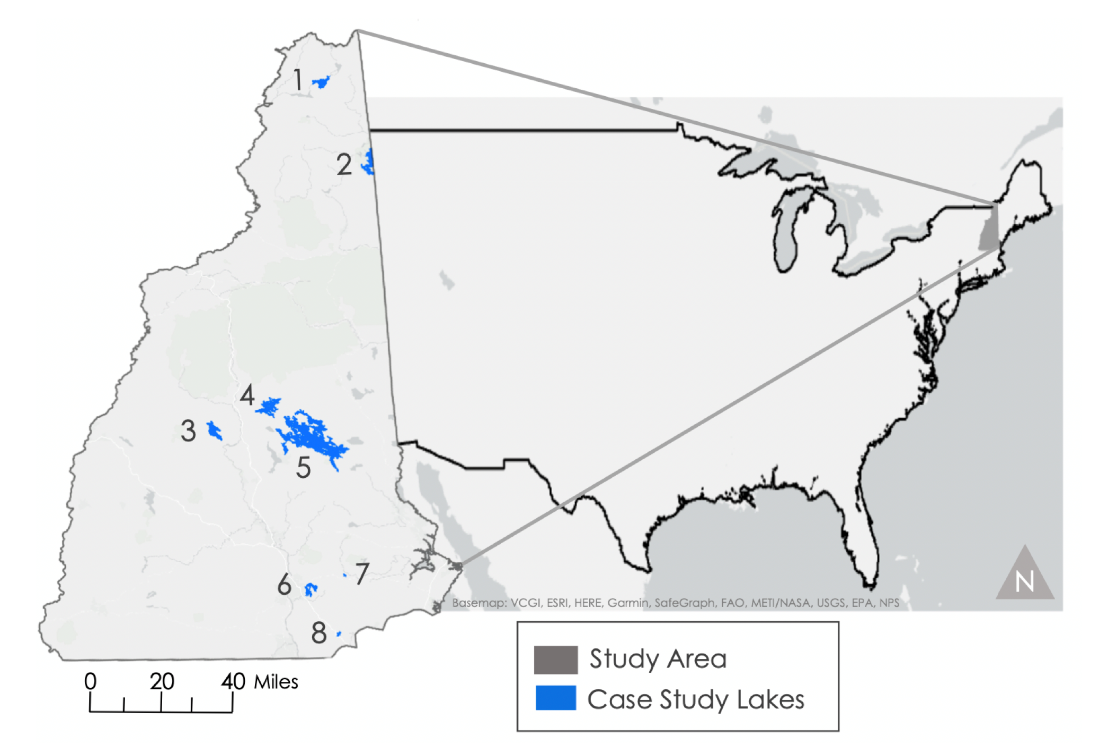 1
2
3
4
5
6
7
8
N
Basemap: VCGI, ESRI, HERE, Garmin, SafeGraph, FAO, METI/NASA, USGS, EPA, NPS
0 20 40 Miles
Study Area
Case Study Lakes